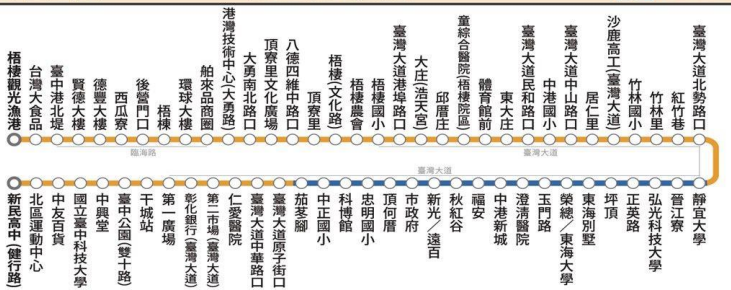 梧棲觀光漁港
台灣大食品
臺中港北堤
賢德大樓
德豐大樓
西瓜寮
後營門口
梧棟
環球大樓
舶來品商圈
港灣技術中心(大勇路)
大勇南北路口
頂寮里文化廣場
八德四維中路口
頂寮里
梧棲(文化路)
梧棲農會
梧棲國小
臺灣大道港埠路口
大庄(浩天宮)
邱厝庄
童綜合醫院(梧棲院區)
體育館前
東大庄
臺灣大道民和路口
中港國小
臺灣大道中山路口
居仁里
沙鹿高工(臺灣大道)
竹林國小
竹林里
紅竹巷
臺灣大道北勢路口
臨海路
臺灣大道
臺灣大道
新民高中(健行路)
北區運動中心
中友百貨
國立臺中科技大學
中興堂
臺中公園(雙十路)
干城站
第一廣場
彰化銀行(臺灣大道)
第二市場(臺灣大道)
仁愛醫院
臺灣大道中華路口
臺灣大道原子街口
茄苳腳
中正國小
科博館
忠明國小
頂何厝
市政府
新光／遠百
秋紅谷
福安
中港新城
澄清醫院
玉門路
榮總／東海大學
東海別墅
坪頂
正英路
弘光科技大學
晉江寮
靜宜大學